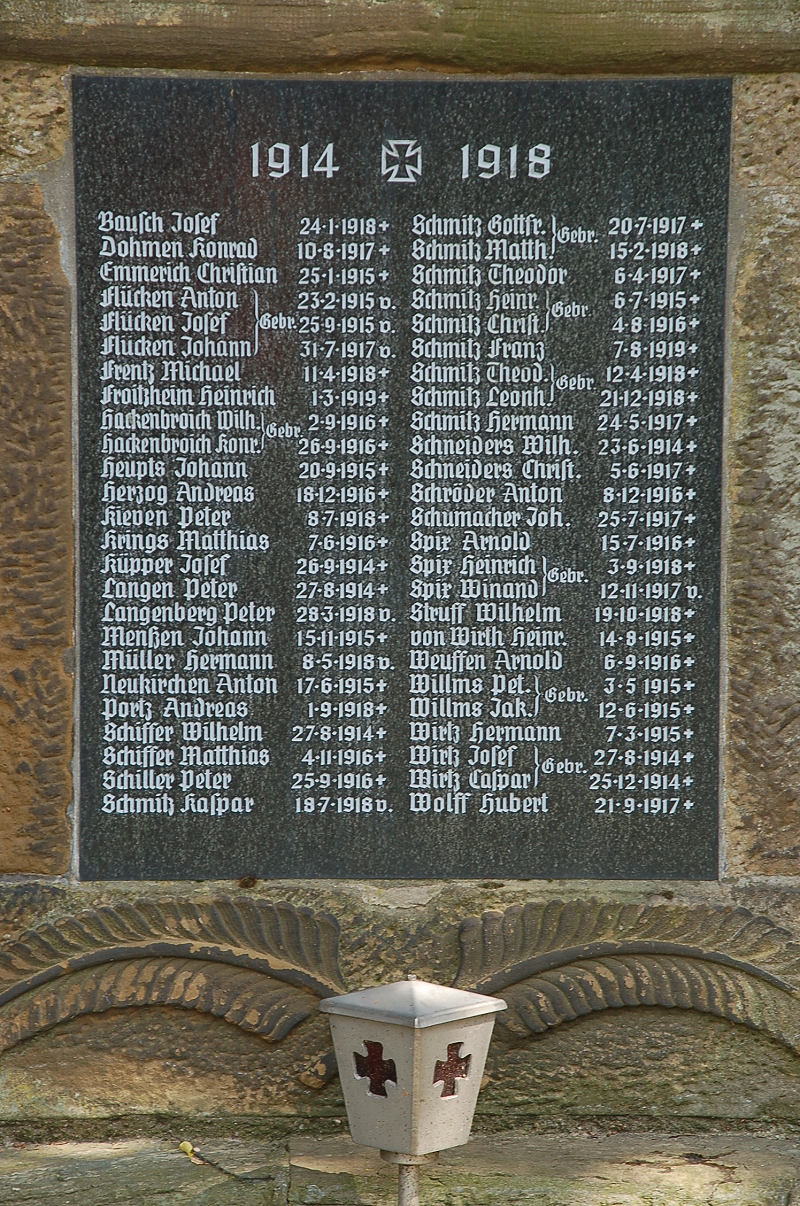 1914 1918
Bausch Josef 24·1·1918+
Dohmen Konrad 10·8·1917+
Emmerich Christian 25·1·1915+
Flücken Anton 23·2·1915 v.
Flücken Josef Gebr. 25·9·1915 v.
Flücken Johann 31·7·1917 v.
Frentz Michael 11·4·1918+
Froitzheim Heinrich 1·3·1919+
Hackenbroich Wilh. Gebr. 2·9·1916+
Hackenbroich Konr. 26·9·1916+
Heupts Johann 20·9·1915+
Herzog Andreas 18·12·1916+
Kieven Peter 8·7·1918+
Krings Matthias 7·6·1916+
Küpper Josef 26·9·1914+
Langen Peter 27·8·1914+
Langenberg Peter 28·3·1918 v.
Menßen Johann 15·11·1915+
Müller Hermann 8·5·1918 v.
Neukirchen Anton 17·6·1915+
Portz Andreas 1·9·1918+
Schiffer Wilhelm 27·8·1914+
Schiffer Matthias 4·11·1916+
Schiller Peter 25·9·1916+
Schmitz Kaspar 18·7·1918 v.
Schmitz Gottfr. Gebr. 20·7·1917+
Schmitz Matth. 15·2·1918+
Schmitz Theodor 6·4·1917+
Schmitz Heinr. Gebr. 6·7·1915+
Schmitz Christ. 4·8·1916+
Schmitz Franz 7·8·1919+
Schmitz Theod. Gebr. 12·4·1918+
Schmitz Leonh. 21·12·1918+
Schmitz Hermann 24·5·1917+
Schneiders Wilh. 23·6·1914+
Schneiders Christ. 5·6·1917+
Schröder Anton 8·12·1916+
Schumacher Joh. 25·7·1917+
Spix Arnold 15·7·1916+
Spix Heinrich Gebr. 3·9·1918+
Spix Winand 12·11·1917 v.
Struff Wilhelm 19·10·1918+
von Wirth Heinr. 14·8·1915+
Weuffen Arnold 6·9·1916+
Willms Pet. Gebr. 3·5 1915+
Willms Jak. 12·6·1915+
Wirtz Hermann 7·3·1915+
Wirtz Josef Gebr. 27·8·1914+
Wirtz Caspar 25·12·1914+
Wolff Hubert 21·9·1917+